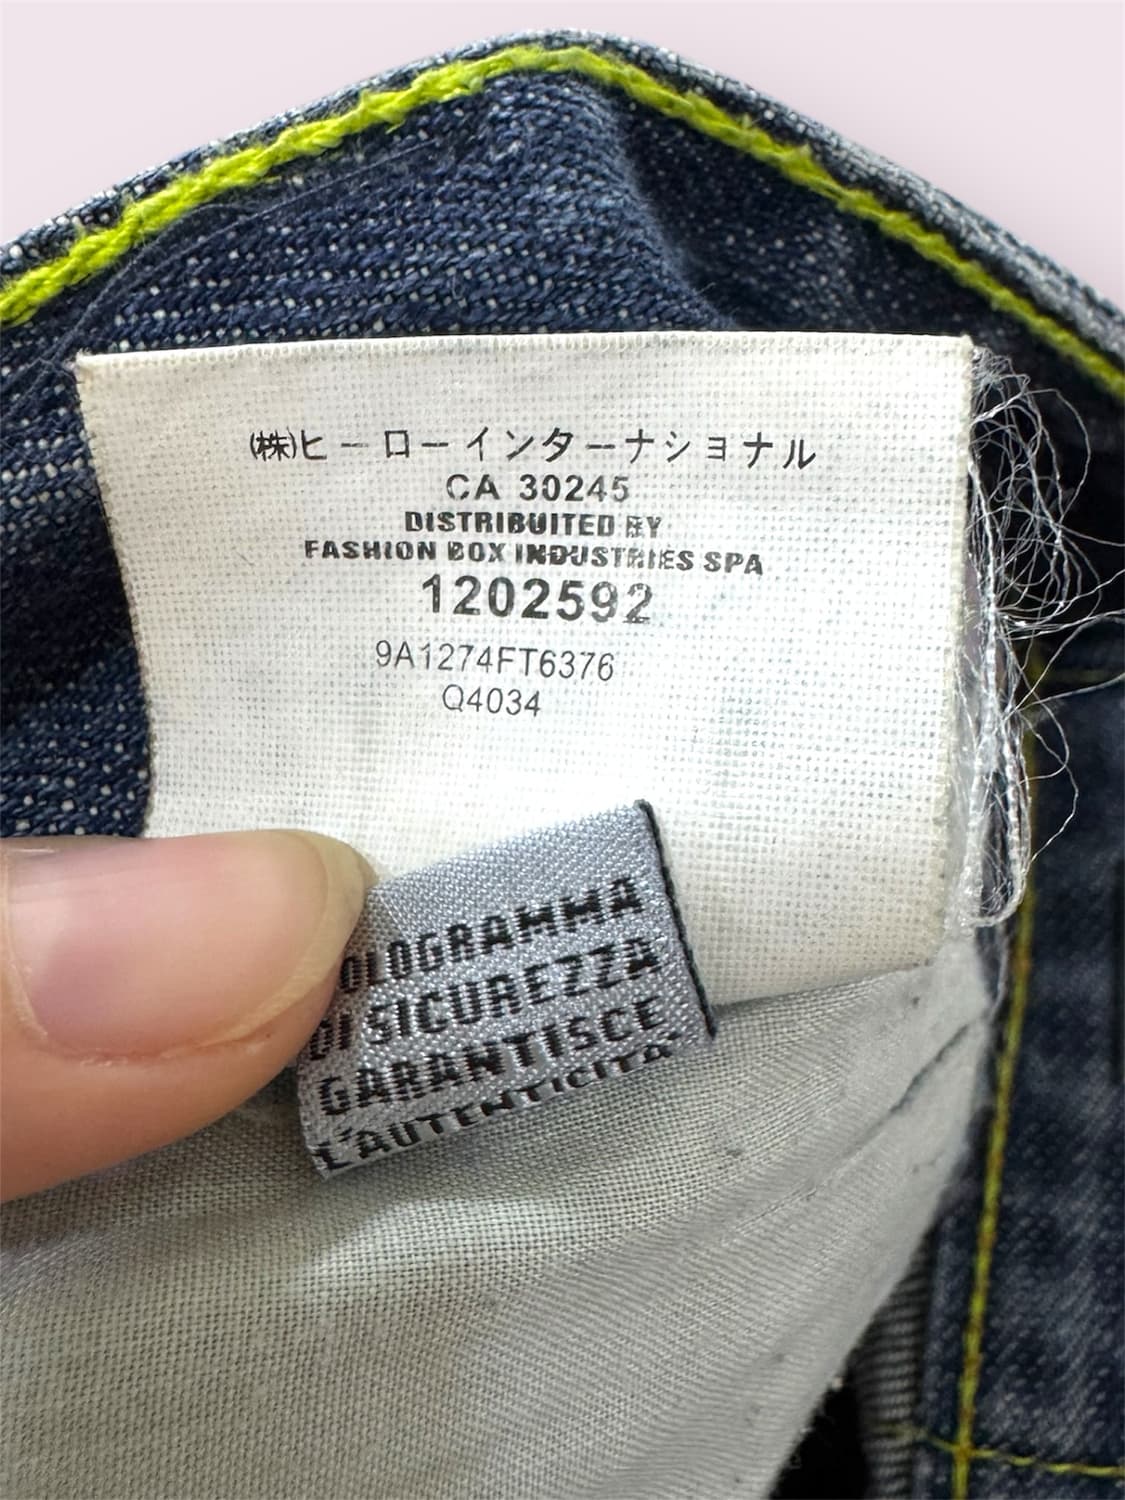 (株)ヒーローインターナショナル
CA 30245
DISTRIBUITED BY
FASHION BOX INDUSTRIES SPA
1202592
9A1274FT6376
Q4034
OLOGRAMMA
DI SICUREZZA
GARANTISCE
L'AUTENTICITA'